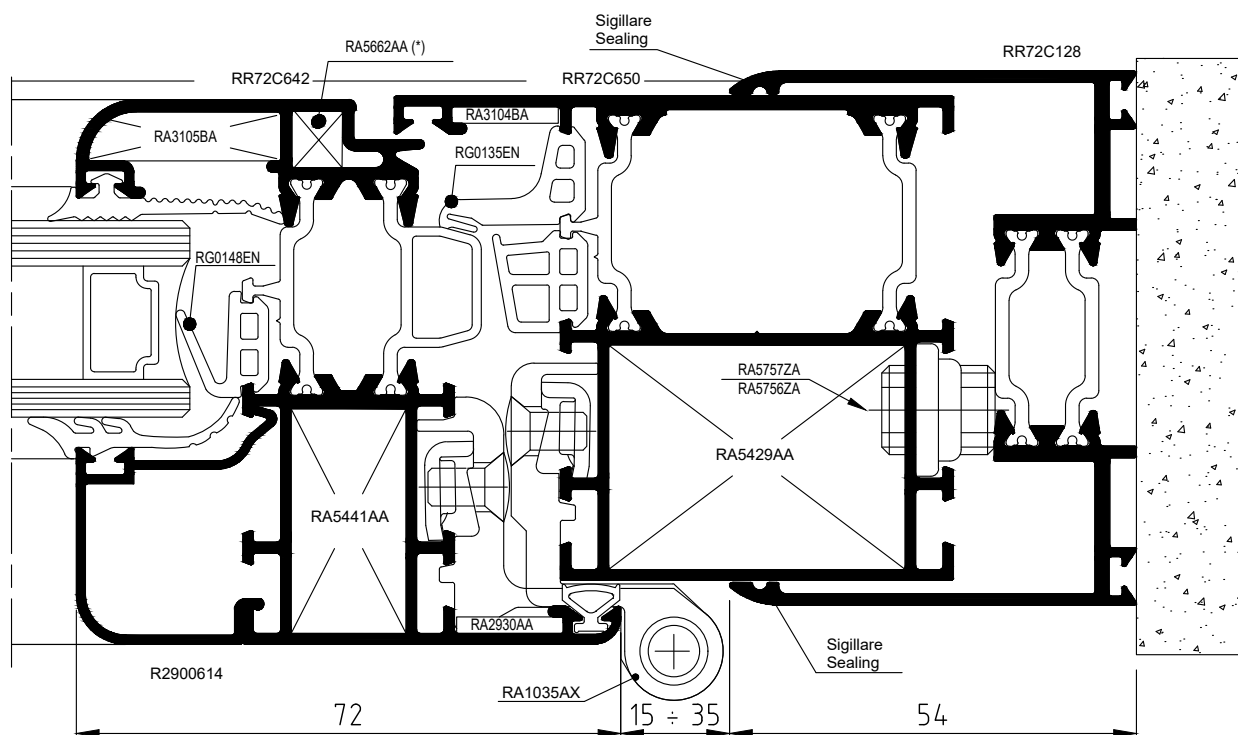 Sigillare
Sealing
RA5662AA (*)
RR72C642
RR72C650
RR72C128
RA3104BA
RA3105BA
RG0135EN
RG0148EN
RA5757ZA
RA5756ZA
RA5429AA
RA5441AA
RA2930AA
Sigillare
Sealing
R2900614
RA1035AX
72
15 ÷ 35
54